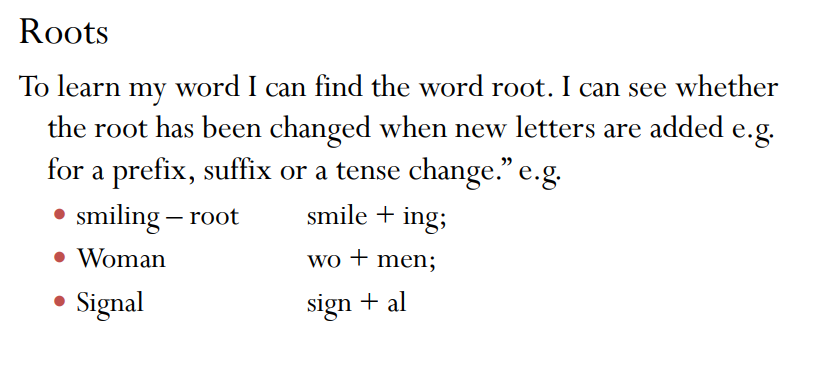 Roots
To learn my word I can find the word root. I can see whether
the root has been changed when new letters are added e.g.
for a prefix, suffix or a tense change.” e.g.
• smiling – root smile + ing;
• Woman wo + men;
• Signal sign + al